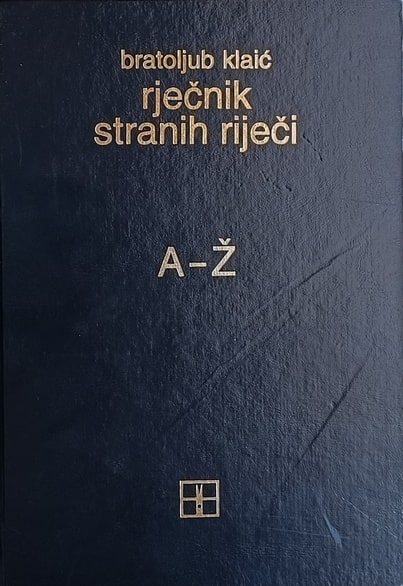 bratoljub klaić
rječnik
stranih riječi
A-Ž